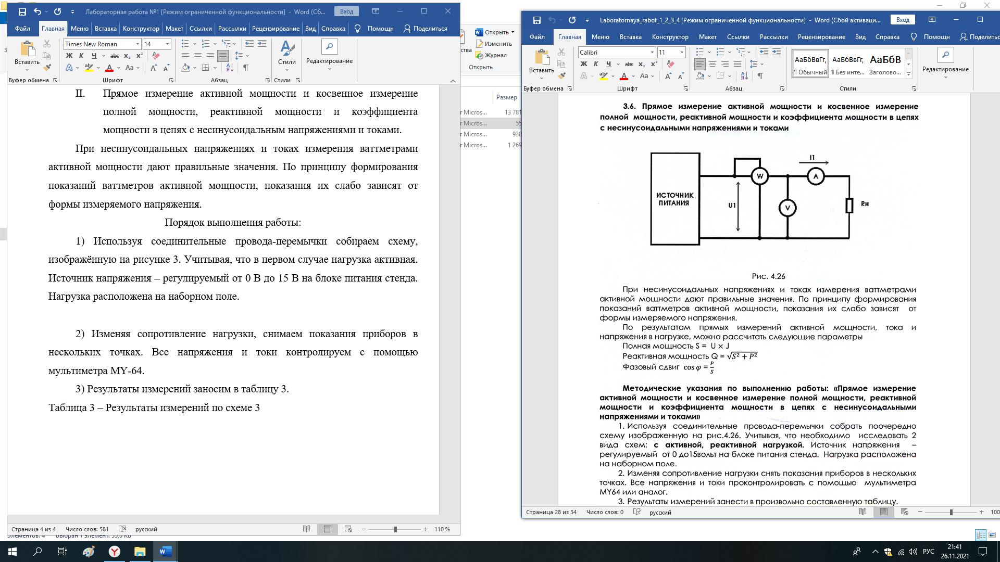 Лабораторная работа №1 [Режим ограниченной функциональности] - Word (Сб...
Вход
Файл Главная Меню Вставка Конструктор Макет Ссылки Рассылки Рецензирование Вид Справка Помощн Поделиться
Times New Roman 14
Вставить
Ж К Ч abc x₂ x²
Стили
Редактирование
Буфер обмена Шрифт Абзац Стили
II. Прямое измерение активной мощности и косвенное измерение
полной мощности, реактивной мощности и коэффициента
мощности в цепях с несинусоидальным напряжениями и токами.
При несинусоидальных напряжениях и токах измерения ваттметрами
активной мощности дают правильные значения. По принципу формирования
показаний ваттметров активной мощности, показания их слабо зависят от
формы измеряемого напряжения.
Порядок выполнения работы:
1) Используя соединительные провода-перемычки собираем схему,
изображённую на рисунке 3. Учитывая, что в первом случае нагрузка активная.
Источник напряжения – регулируемый от 0 В до 15 В на блоке питания стенда.
Нагрузка расположена на наборном поле.
2) Изменяя сопротивление нагрузки, снимаем показания приборов в
нескольких точках. Все напряжения и токи контролируем с помощью
мультиметра MY-64.
3) Результаты измерений заносим в таблицу 3.
Таблица 3 – Результаты измерений по схеме 3
Страница 4 из 4 Число слов: 581 русский 110 %
Открыть
Изменить
Журнал
Открыть
Размер
r Micros... 13 781
r Micros... 55
r Micros... 938
r Micros... 1 269
Laboratornaya_rabot_1_2_3_4 [Режим ограниченной функциональности] - Word (Сбой активаци...
Вход
Файл Главная Меню Вставка Конструктор Макет Ссылки Рассылки Рецензирование Вид Справка Помощн Поделитьс
Calibri 11
Вставить
Ж К Ч abc x₂ x²
АаБбВвГг, АаБбВвГг, АаБбВ
¶ Обычный ¶ Без инте... Заголово...
Редактирование
Буфер обмена Шрифт Абзац Стили
3.6. Прямое измерение активной мощности и косвенное измерение
полной мощности, реактивной мощности и коэффициента мощности в цепях
с несинусоидальными напряжениями и токами
I1
W
A
ИСТОЧНИК
ПИТАНИЯ
U1
V
Rн
Рис. 4.26
При несинусоидальных напряжениях и токах измерения ваттметрами
активной мощности дают правильные значения. По принципу формирования
показаний ваттметров активной мощности, показания их слабо зависят от
формы измеряемого напряжения.
По результатам прямых измерений активной мощности, тока и
напряжения в нагрузке, можно рассчитать следующие параметры
Полная мощность S = U × J
Реактивная мощность Q = √S² + P²
Фазовый сдвиг cos φ = P/S
Методические указания по выполнению работы: «Прямое измерение
активной мощности и косвенное измерение полной мощности, реактивной
мощности и коэффициента мощности в цепях с несинусоидальными
напряжениями и токами»
1. Используя соединительные провода-перемычки собрать поочередно
схему изображенную на рис.4.26. Учитывая, что необходимо исследовать 2
вида схем: с активной, реактивной нагрузкой. Источник напряжения –
регулируемый от 0 до15вольт на блоке питания стенда. Нагрузка расположена
на наборном поле.
2. Изменяя сопротивление нагрузки снять показания приборов в нескольких
точках. Все напряжения и токи проконтролировать с помощью мультиметра
MY64 или аналог.
3. Результаты измерений занести в произвольно составленную таблицу.
Страница 28 из 34 Число слов: 0 русский 100
РУС
21:41
26.11.2021